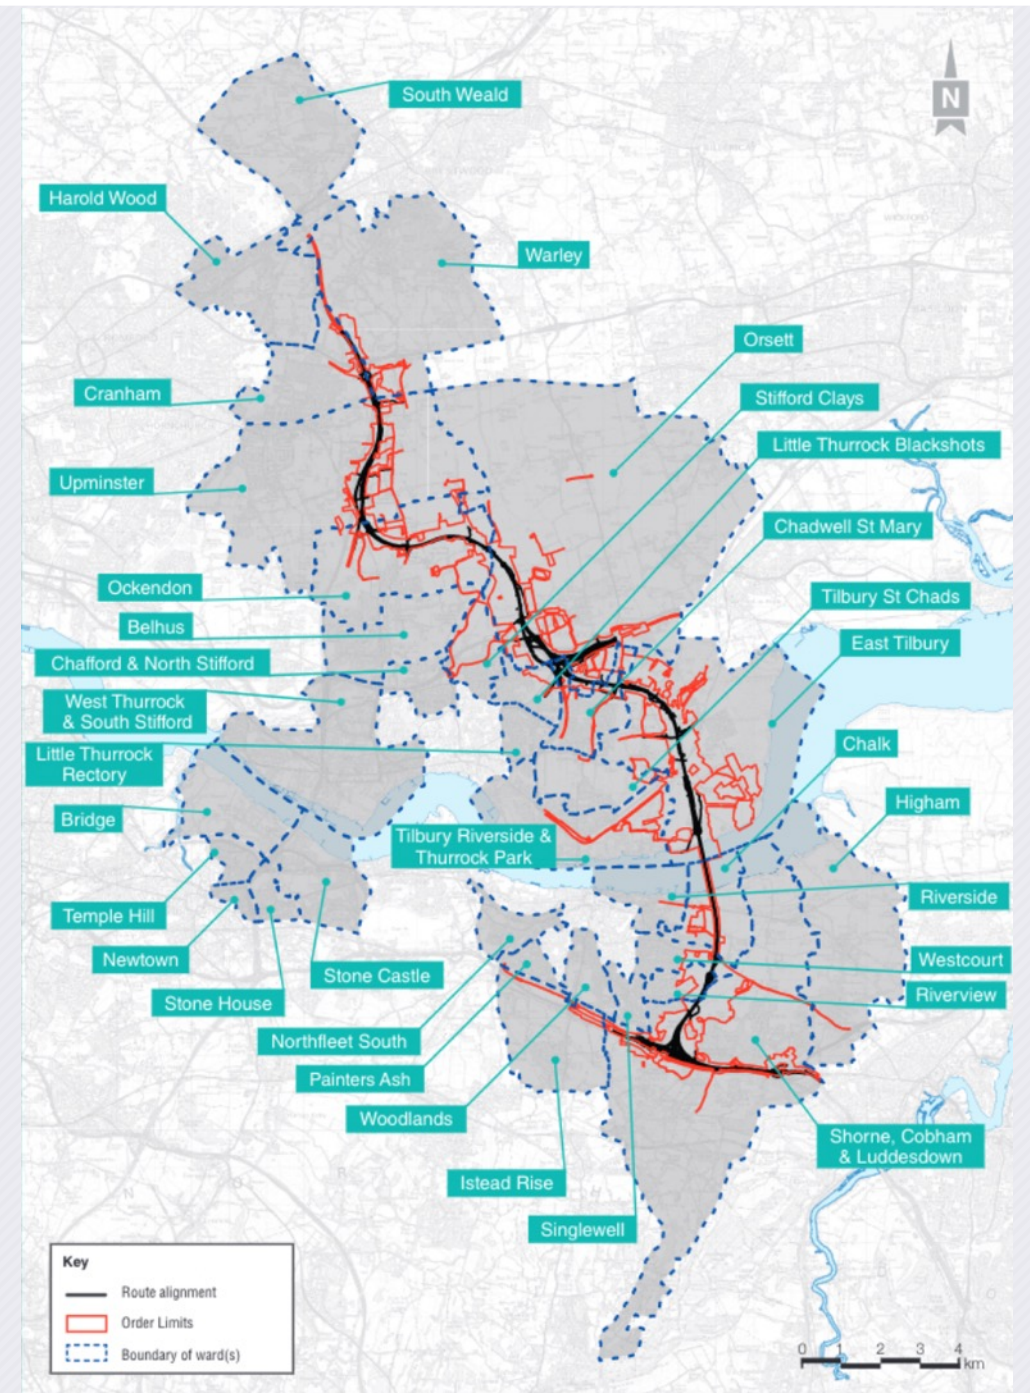 South Weald
N
Harold Wood
Warley
Orsett
Cranham
Stifford Clays
Little Thurrock Blackshots
Upminster
Chadwell St Mary
Ockendon
Tilbury St Chads
Belhus
East Tilbury
Chafford & North Stifford
West Thurrock
& South Stifford
Little Thurrock
Rectory
Chalk
Bridge
Higham
Tilbury Riverside &
Thurrock Park
Temple Hill
Riverside
Newtown
Stone Castle
Westcourt
Stone House
Riverview
Northfleet South
Painters Ash
Woodlands
Shorne, Cobham
& Luddesdown
Istead Rise
Singlewell
Key
Route alignment
Order Limits
Boundary of ward(s)
0 1 2 3 4
km